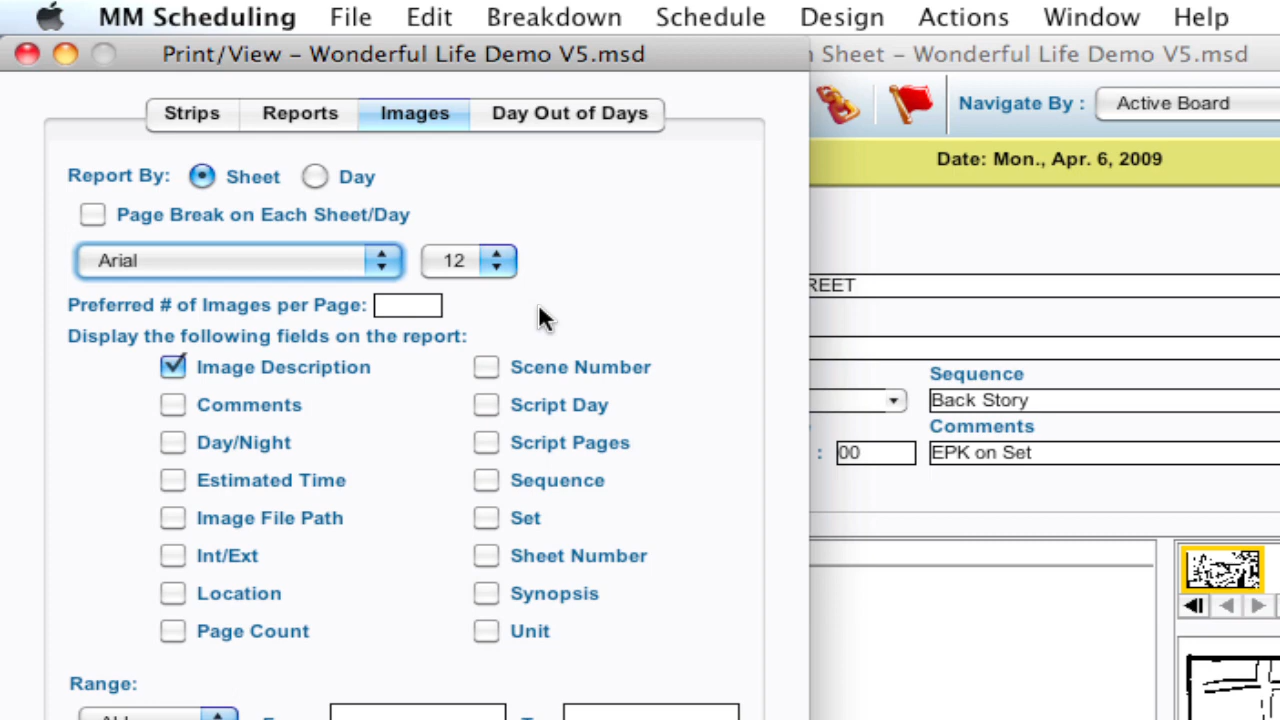 MM Scheduling File Edit Breakdown Schedule Design Actions Window Help
Print/View – Wonderful Life Demo V5.msd
Sheet – Wonderful Life Demo V5.msd
Strips Reports Images Day Out of Days
Navigate By : Active Board
Date: Mon., Apr. 6, 2009
Report By: Sheet Day
Page Break on Each Sheet/Day
Arial 12
REET
Preferred # of Images per Page:
Display the following fields on the report:
Image Description Scene Number
Sequence
Comments Script Day
Back Story
Comments
Day/Night Script Pages
: 00 EPK on Set
Estimated Time Sequence
Image File Path Set
Int/Ext Sheet Number
Location Synopsis
Page Count Unit
Range: